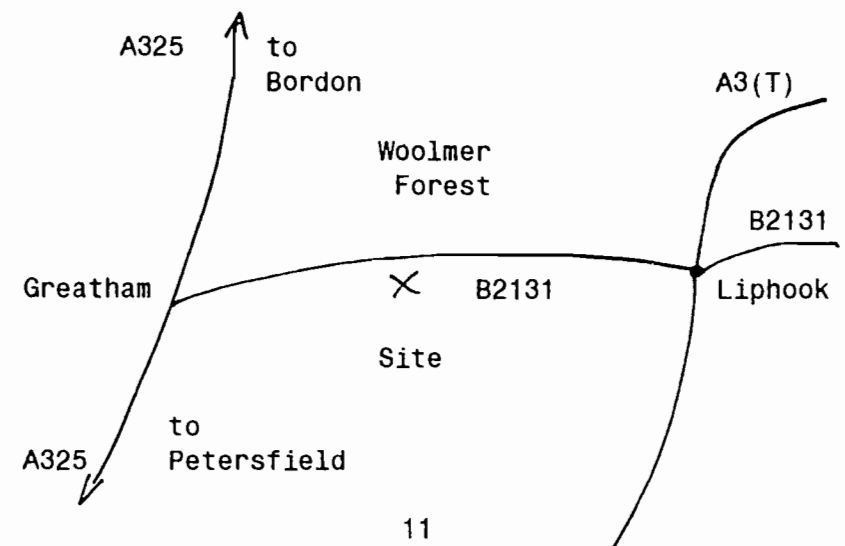 A325
to
Bordon
A3(T)
Woolmer
Forest
B2131
Greatham
B2131
Liphook
Site
to
A325
Petersfield
11